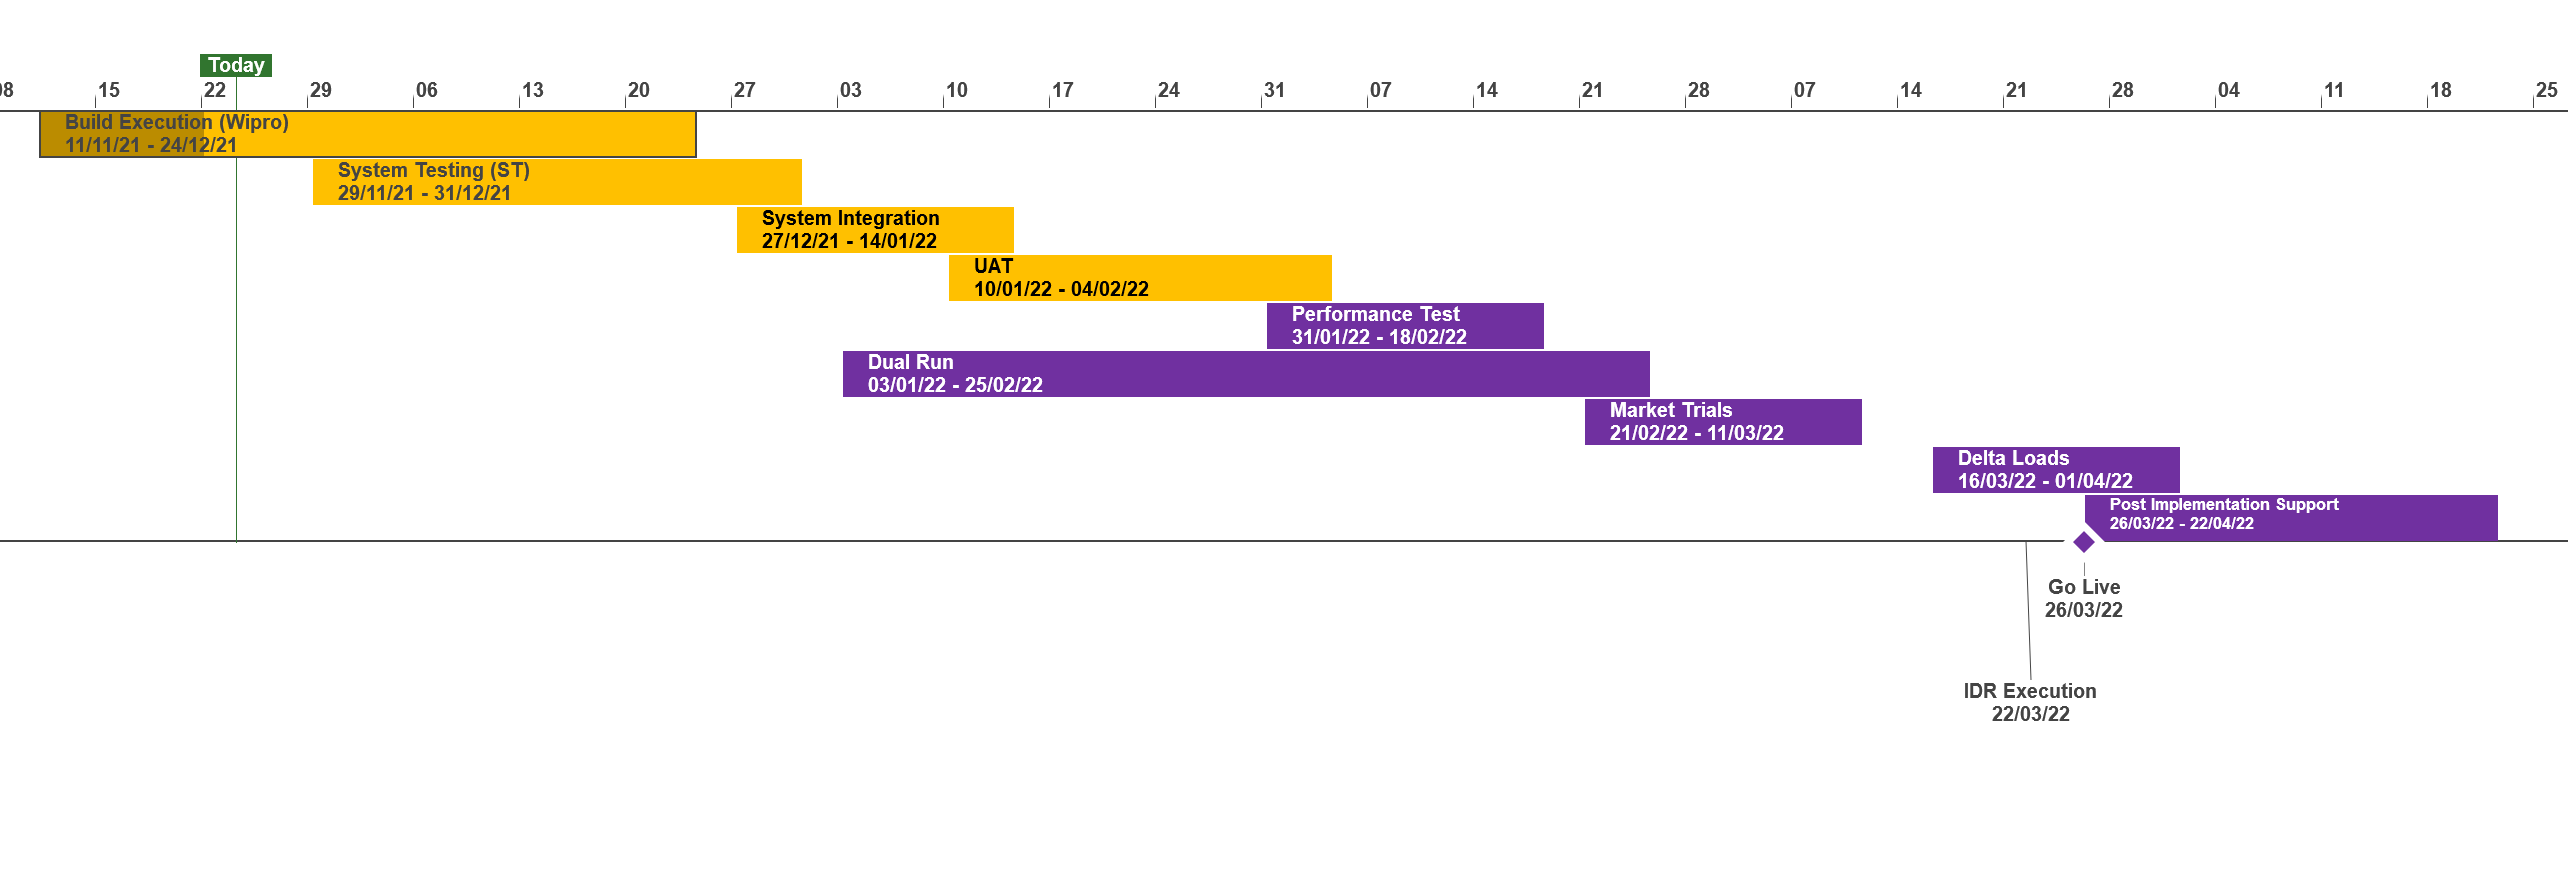 Today
08 15 22 29 06 13 20 27 03 10 17 24 31 07 14 21 28 07 14 21 28 04 11 18 25
Build Execution (Wipro)
11/11/21 - 24/12/21
System Testing (ST)
29/11/21 - 31/12/21
System Integration
27/12/21 - 14/01/22
UAT
10/01/22 - 04/02/22
Performance Test
31/01/22 - 18/02/22
Dual Run
03/01/22 - 25/02/22
Market Trials
21/02/22 - 11/03/22
Delta Loads
16/03/22 - 01/04/22
Post Implementation Support
26/03/22 - 22/04/22
Go Live
26/03/22
IDR Execution
22/03/22